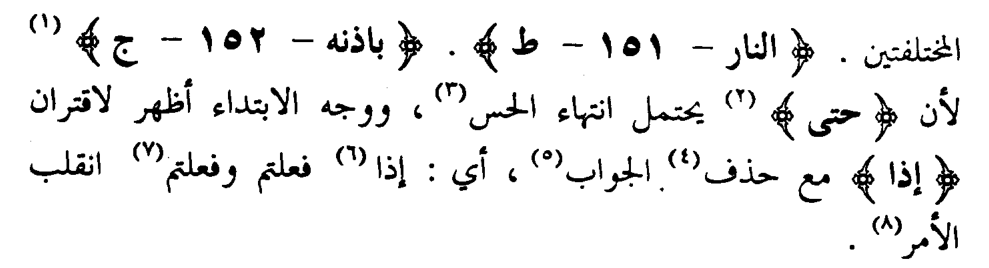 المختلفتين . ﴿ النار – ١٥١ – ط ﴾ . ﴿ باذنه – ١٥٢ – ج ﴾ (١)
لأن ﴿ حتى ﴾ (٢) يحتمل انتهاء الحس (٣) ، ووجه الابتداء أظهر لاقتران
﴿ إذا ﴾ مع حذف (٤) الجواب (٥) ، أي : إذا (٦) فعلتم وفعلتم (٧) انقلب
الأمر (٨) .